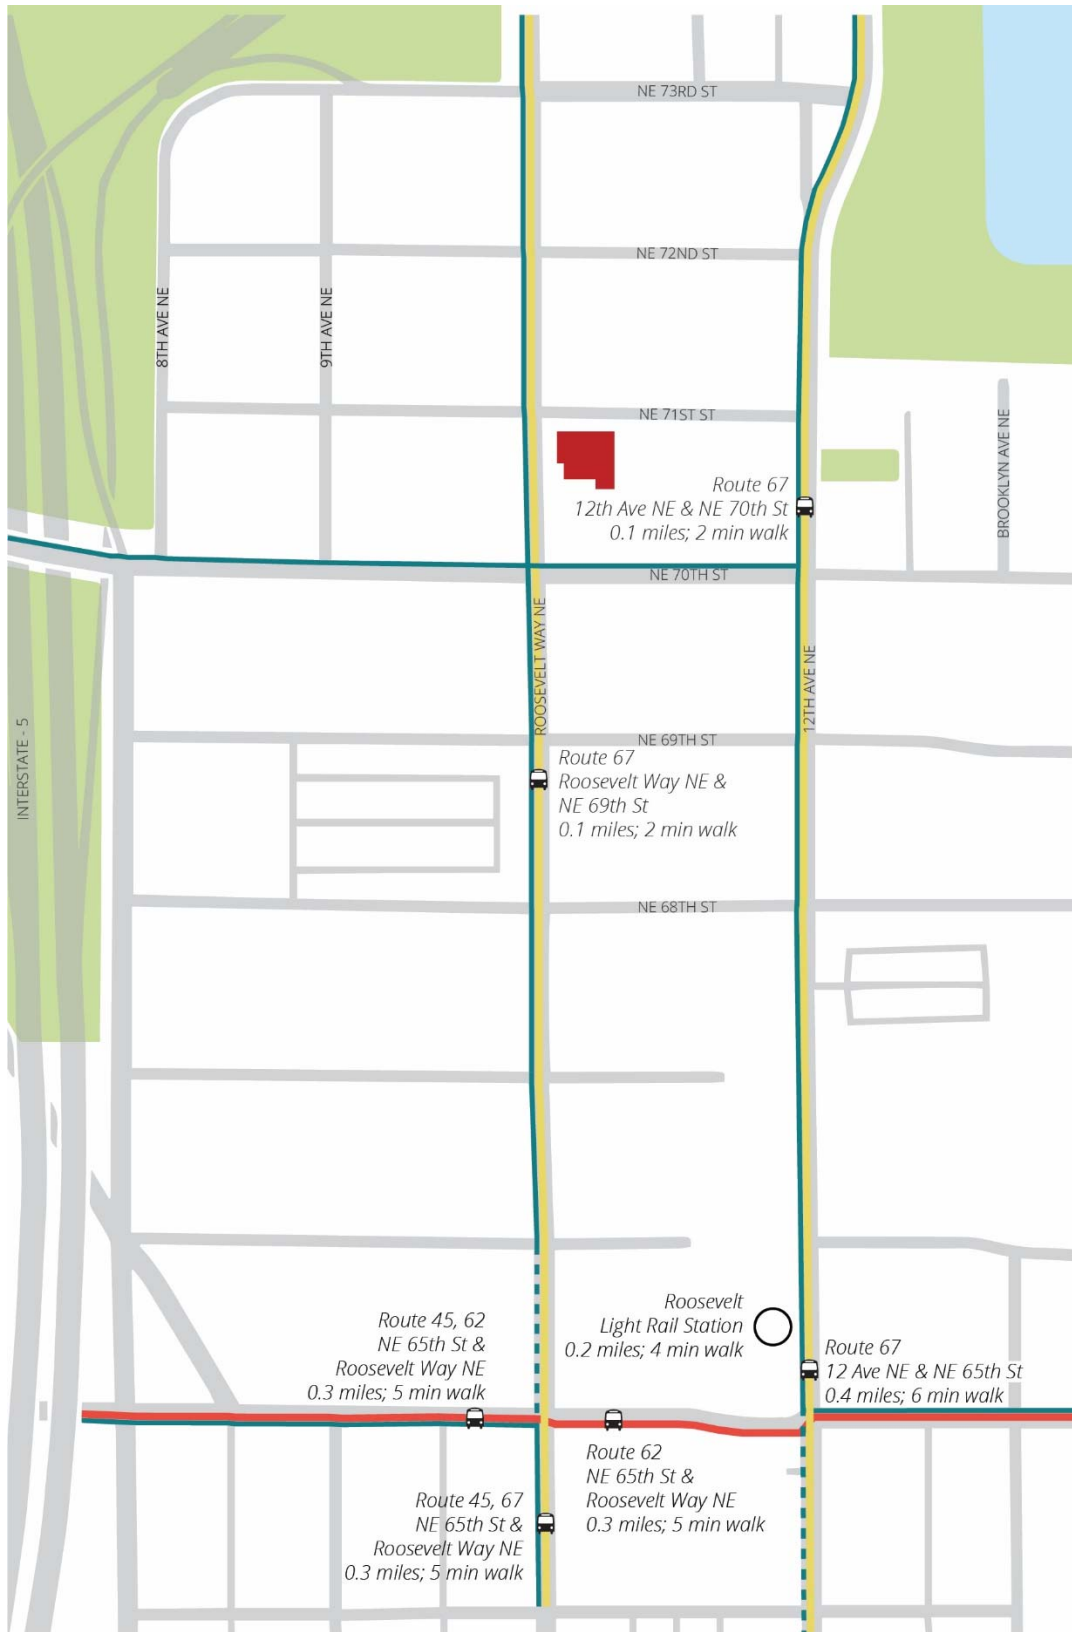 NE 73RD ST
NE 72ND ST
8TH AVE NE
9TH AVE NE
NE 71ST ST
BROOKLYN AVE NE
Route 67
12th Ave NE & NE 70th St
0.1 miles; 2 min walk
NE 70TH ST
ROOSEVELT WAY NE
12TH AVE NE
INTERSTATE - 5
NE 69TH ST
Route 67
Roosevelt Way NE &
NE 69th St
0.1 miles; 2 min walk
NE 68TH ST
Roosevelt
Light Rail Station
0.2 miles; 4 min walk
Route 45, 62
NE 65th St &
Roosevelt Way NE
0.3 miles; 5 min walk
Route 67
12 Ave NE & NE 65th St
0.4 miles; 6 min walk
Route 62
NE 65th St &
Roosevelt Way NE
0.3 miles; 5 min walk
Route 45, 67
NE 65th St &
Roosevelt Way NE
0.3 miles; 5 min walk